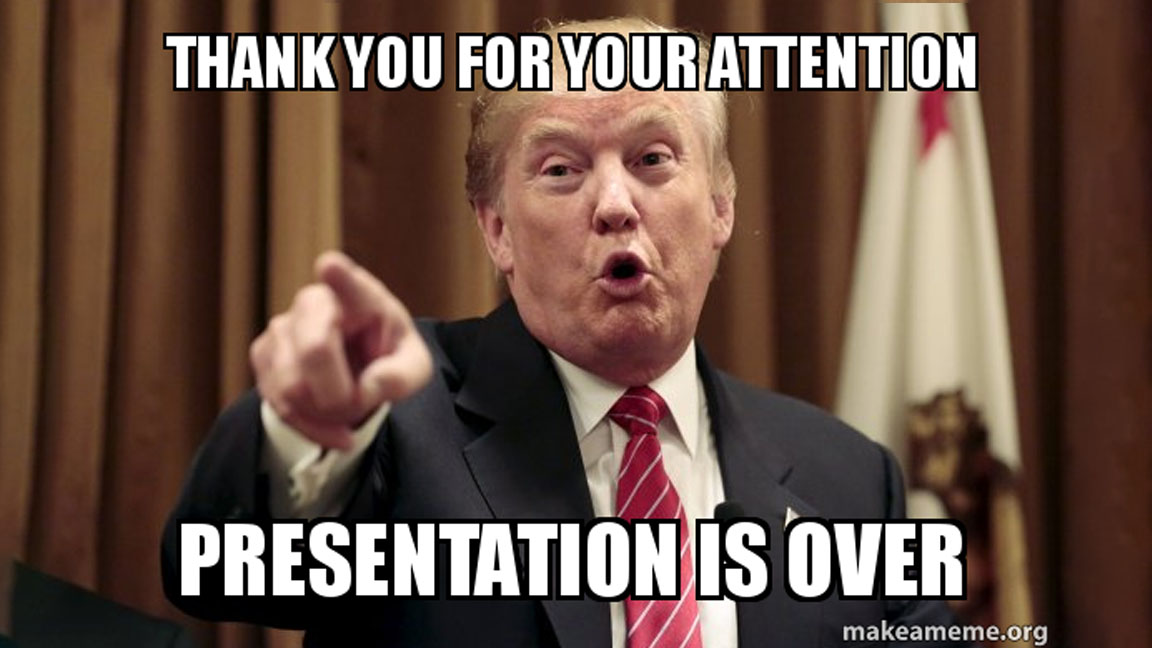 THANK YOU FOR YOUR ATTENTION
PRESENTATION IS OVER
makeameme.org